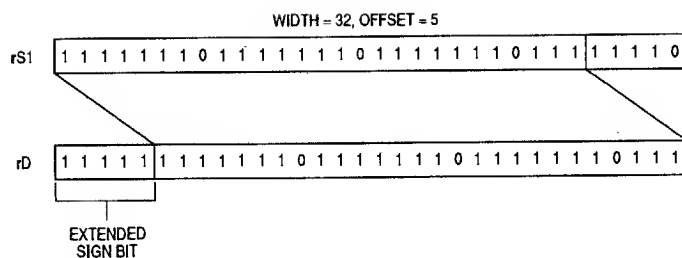 WIDTH = 32, OFFSET = 5
rS1 1 1 1 1 1 1 1 0 1 1 1 1 1 1 1 0 1 1 1 1 1 1 1 0 1 1 1 1 1 1 1 0
rD 1 1 1 1 1 1 1 1 1 1 1 1 0 1 1 1 1 1 1 1 0 1 1 1 1 1 1 1 0 1 1 1
EXTENDED
SIGN BIT